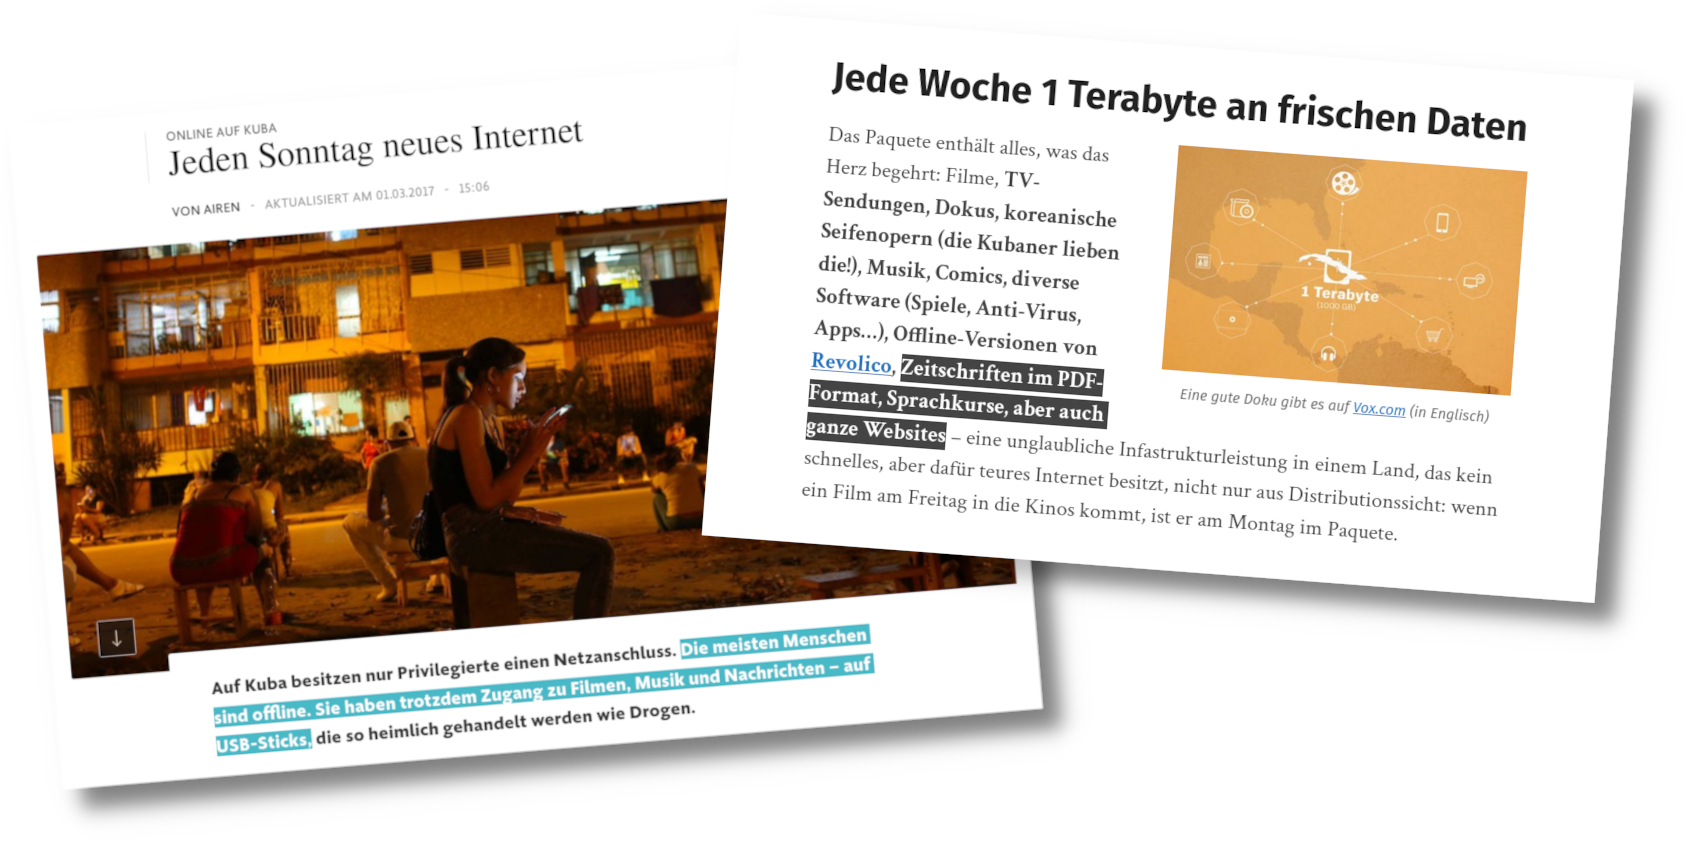 ONLINE AUF KUBA
Jeden Sonntag neues Internet
VON AIREN - AKTUALISIERT AM 01.03.2017 - 15:06
Auf Kuba besitzen nur Privilegierte einen Netzanschluss. Die meisten Menschen
sind offline. Sie haben trotzdem Zugang zu Filmen, Musik und Nachrichten – auf
USB-Sticks, die so heimlich gehandelt werden wie Drogen.
Jede Woche 1 Terabyte an frischen Daten
Das Paquete enthält alles, was das
Herz begehrt: Filme, TV-
Sendungen, Dokus, koreanische
Seifenopern (die Kubaner lieben
die!), Musik, Comics, diverse
Software (Spiele, Anti-Virus,
Apps...), Offline-Versionen von
Revolico, Zeitschriften im PDF-
Format, Sprachkurse, aber auch
ganze Websites – eine unglaubliche Infastrukturleistung in einem Land, das kein
schnelles, aber dafür teures Internet besitzt, nicht nur aus Distributionssicht: wenn
ein Film am Freitag in die Kinos kommt, ist er am Montag im Paquete.
1 Terabyte
(1000 GB)
Eine gute Doku gibt es auf Vox.com (in Englisch)